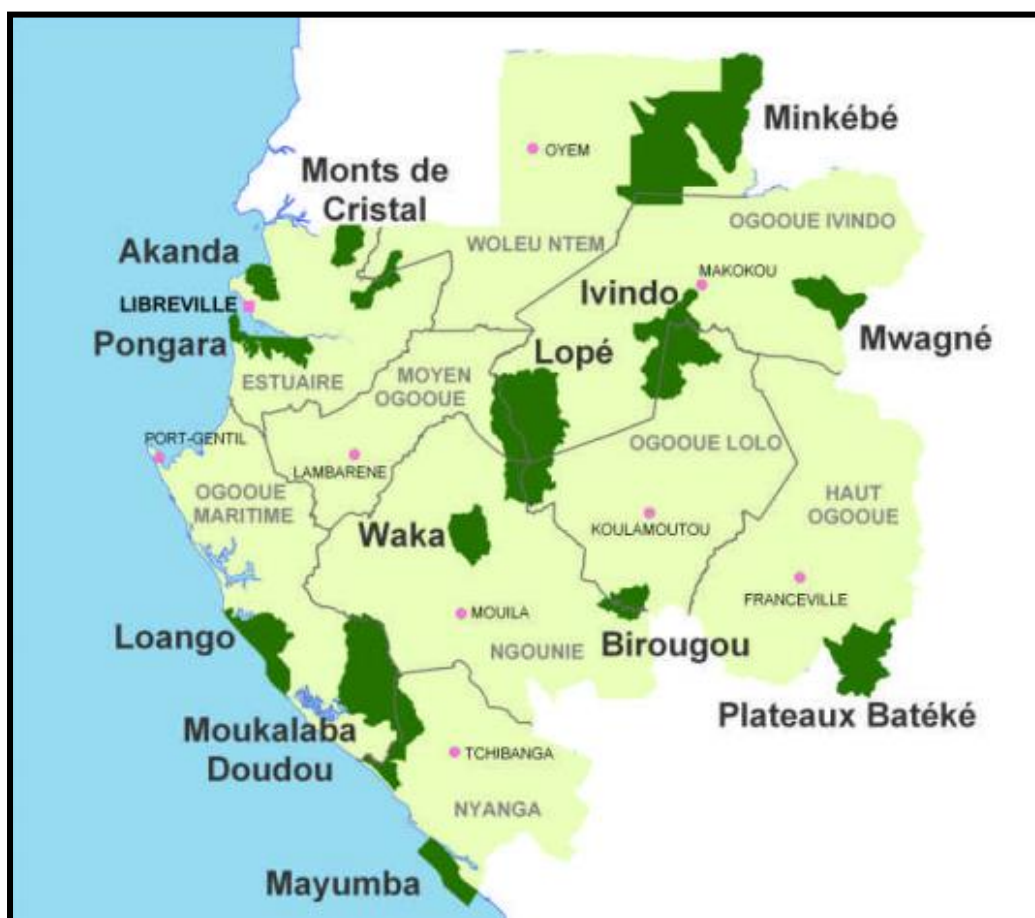 Minkébé
OYEM
Monts de
Cristal
OGOOUE IVINDO
WOLEU NTEM
Akanda
MAKOKOU
Ivindo
LIBREVILLE
Mwagné
Pongara
Lopé
ESTUAIRE
MOYEN
OGOOUE
PORT-GENTIL
OGOOUE LOLO
LAMBARENE
OGOOUE
MARITIME
HAUT
OGOOUE
Waka
KOULAMOUTOU
FRANCEVILLE
MOUILA
Loango
NGOUNIE
Birougou
Plateaux Batéké
Moukalaba
Doudou
TCHIBANGA
NYANGA
Mayumba